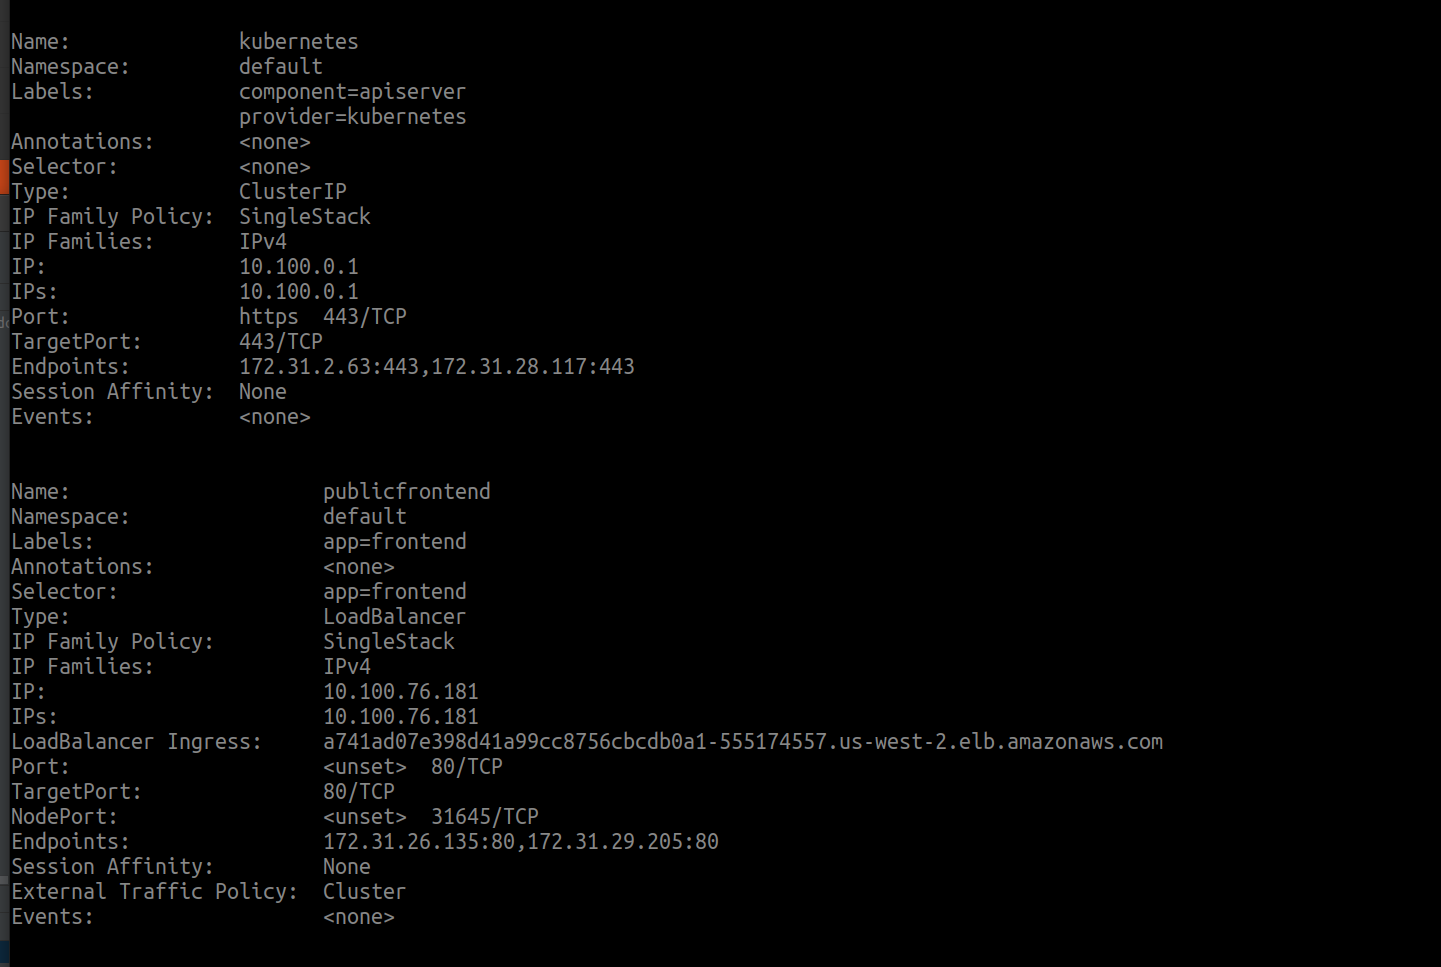 Name:              kubernetes
Namespace:         default
Labels:            component=apiserver
                   provider=kubernetes
Annotations:       <none>
Selector:          <none>
Type:              ClusterIP
IP Family Policy:  SingleStack
IP Families:       IPv4
IP:                10.100.0.1
IPs:               10.100.0.1
Port:              https  443/TCP
TargetPort:        443/TCP
Endpoints:         172.31.2.63:443,172.31.28.117:443
Session Affinity:  None
Events:            <none>

Name:                     publicfrontend
Namespace:                default
Labels:                   app=frontend
Annotations:              <none>
Selector:                 app=frontend
Type:                     LoadBalancer
IP Family Policy:         SingleStack
IP Families:              IPv4
IP:                       10.100.76.181
IPs:                      10.100.76.181
LoadBalancer Ingress:     a741ad07e398d41a99cc8756cbcdb0a1-555174557.us-west-2.elb.amazonaws.com
Port:                     <unset>  80/TCP
TargetPort:               80/TCP
NodePort:                 <unset>  31645/TCP
Endpoints:                172.31.26.135:80,172.31.29.205:80
Session Affinity:         None
External Traffic Policy:  Cluster
Events:                   <none>